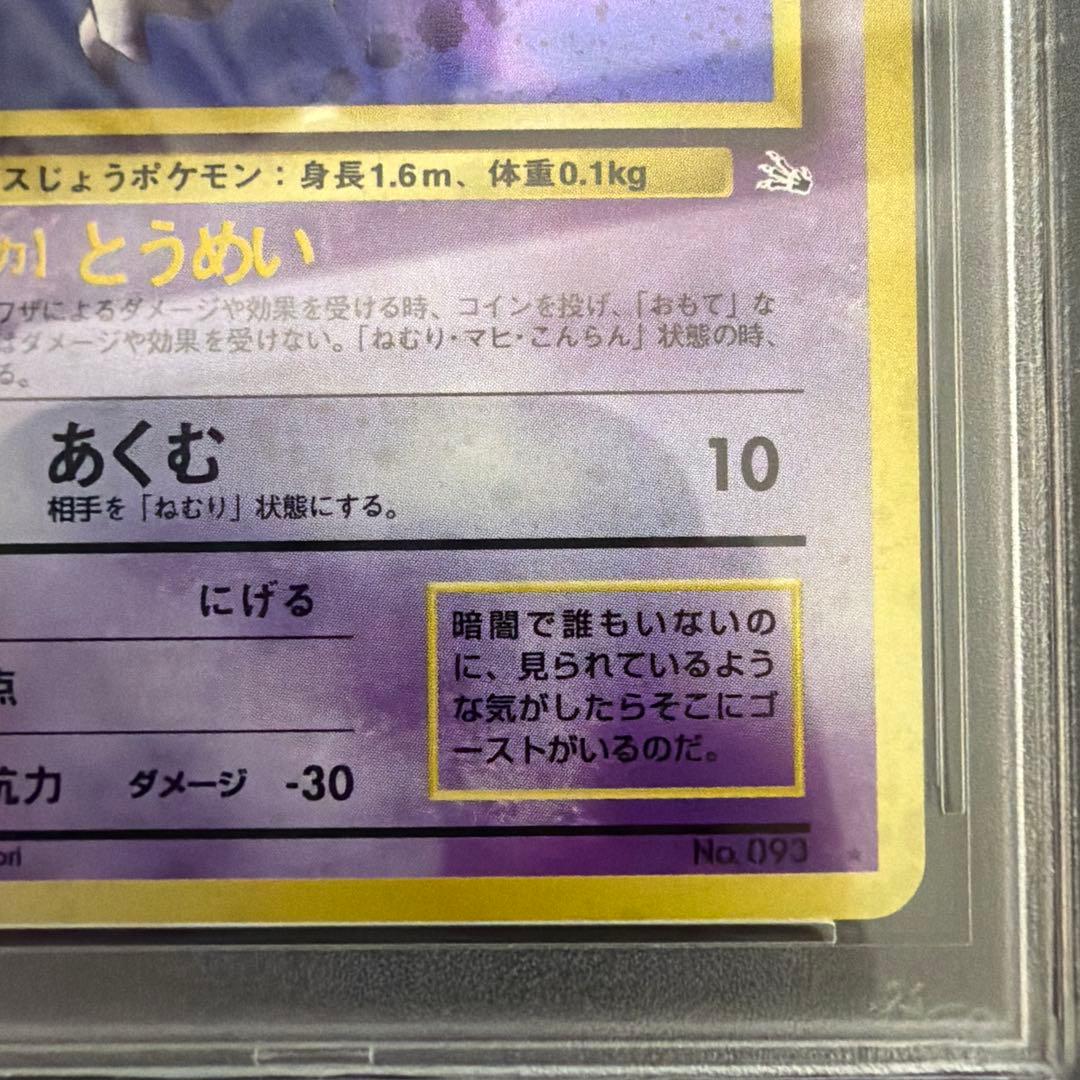 スじょうポケモン：身長1.6m、体重0.1kg
とうめい
ワザによるダメージや効果を受ける時、コインを投げ、「おもて」な
はダメージや効果を受けない。「ねむり・マヒ・こんらん」状態の時、
る。
あくむ 10
相手を「ねむり」状態にする。
にげる
点
抗力 ダメージ -30
暗闇で誰もいないの
に、見られているよう
な気がしたらそこにゴ
ーストがいるのだ。
ori
No. 093